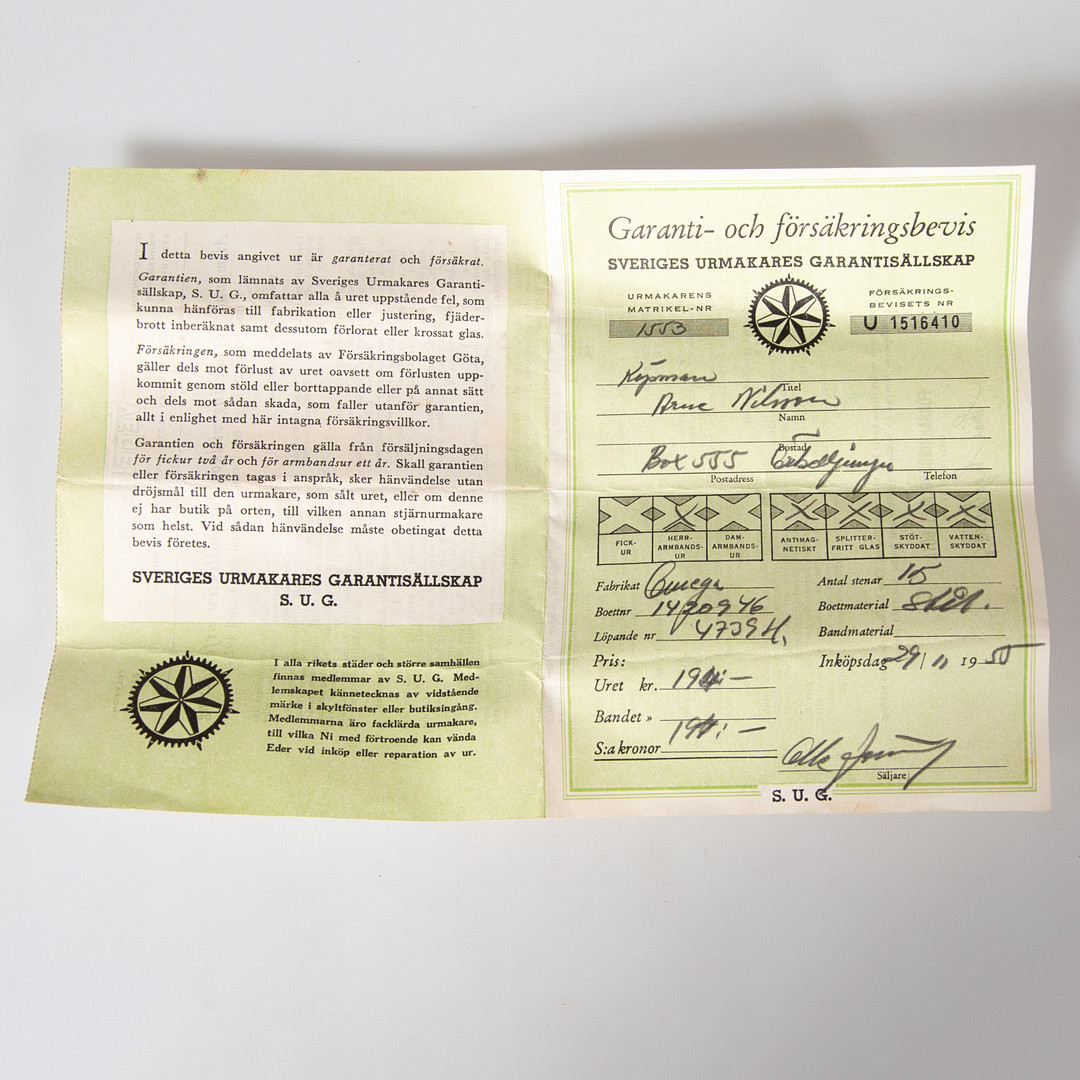 I detta bevis angivet ur är garanterat och försäkrat.
Garantien, som lämnats av Sveriges Urmakares Garanti-
sällskap, S. U. G., omfattar alla å uret uppstående fel, som
kunna hänföras till fabrikation eller justering, fjäder-
brott inberäknat samt dessutom förlorat eller krossat glas.
Försäkringen, som meddelats av Försäkringsbolaget Göta,
gäller dels mot förlust av uret oavsett om förlusten upp-
kommit genom stöld eller borttappande eller på annat sätt
och dels mot sådan skada, som faller utanför garantien,
allt i enlighet med här intagna försäkringsvillkor.
Garantien och försäkringen gälla från försäljningsdagen
för fickur två år och för armbandsur ett år. Skall garantien
eller försäkringen tagas i anspråk, sker hänvändelse utan
dröjsmål till den urmakare, som sålt uret, eller om denne
ej har butik på orten, till vilken annan stjärnurmakare
som helst. Vid sådan hänvändelse måste obetingat detta
bevis företes.
SVERIGES URMAKARES GARANTISÄLLSKAP
S. U. G.
I alla rikets städer och större samhällen
finnas medlemmar av S. U. G. Med-
lemskapet kännetecknas av vidstående
märke i skyltfönster eller butiksingång.
Medlemmarna äro facklärda urmakare,
till vilka Ni med förtroende kan vända
Eder vid inköp eller reparation av ur.
Garanti- och försäkringsbevis
SVERIGES URMAKARES GARANTISÄLLSKAP
URMAKARENS
MATRIKEL-NR
1553
FÖRSÄKRINGS-
BEVISETS NR
U 1516410
Köpman
Titel
Arne Nilsson
Namn
Bostad
Box 555 Örkelljunga
Postadress Telefon
FICK-
UR
HERR-
ARMBANDS-
UR
DAM-
ARMBANDS-
UR
ANTIMAG-
NETISKT
SPLITTER-
FRITT GLAS
STÖT-
SKYDDAT
VATTEN-
SKYDDAT
Fabrikat Omega
Antal stenar
Boettnr
Boettmaterial Stål.
Löpande nr
Bandmaterial
Pris:
Inköpsdag 29/11 1955
Uret kr.
Bandet »
S:a kronor
Säljare
S. U. G.